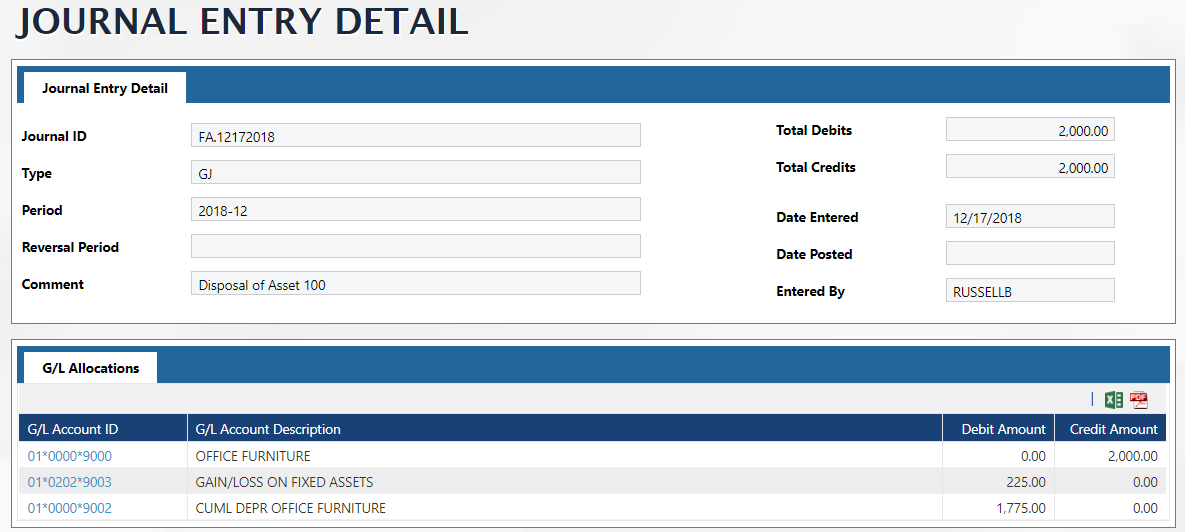 JOURNAL ENTRY DETAIL
Journal Entry Detail
Journal ID FA.12172018
Type GJ
Period 2018-12
Reversal Period
Comment Disposal of Asset 100
Total Debits 2,000.00
Total Credits 2,000.00
Date Entered 12/17/2018
Date Posted
Entered By RUSSELLB
G/L Allocations
PDF
G/L Account ID G/L Account Description Debit Amount Credit Amount
01*0000*9000 OFFICE FURNITURE 0.00 2,000.00
01*0202*9003 GAIN/LOSS ON FIXED ASSETS 225.00 0.00
01*0000*9002 CUML DEPR OFFICE FURNITURE 1,775.00 0.00